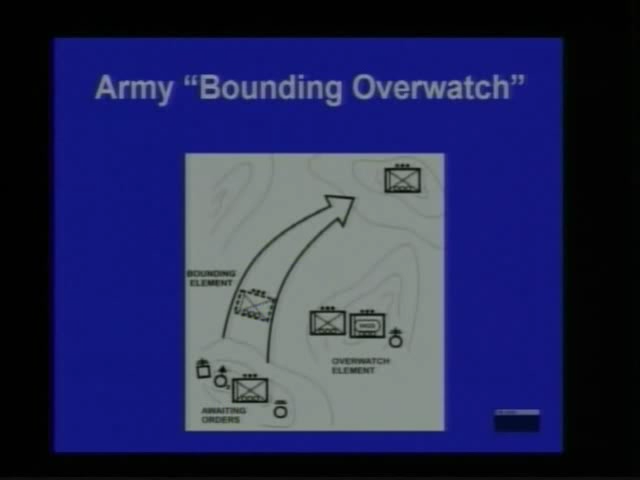 Army “Bounding Overwatch”
BOUNDING
ELEMENT
OVERWATCH
ELEMENT
AWAITING
ORDERS